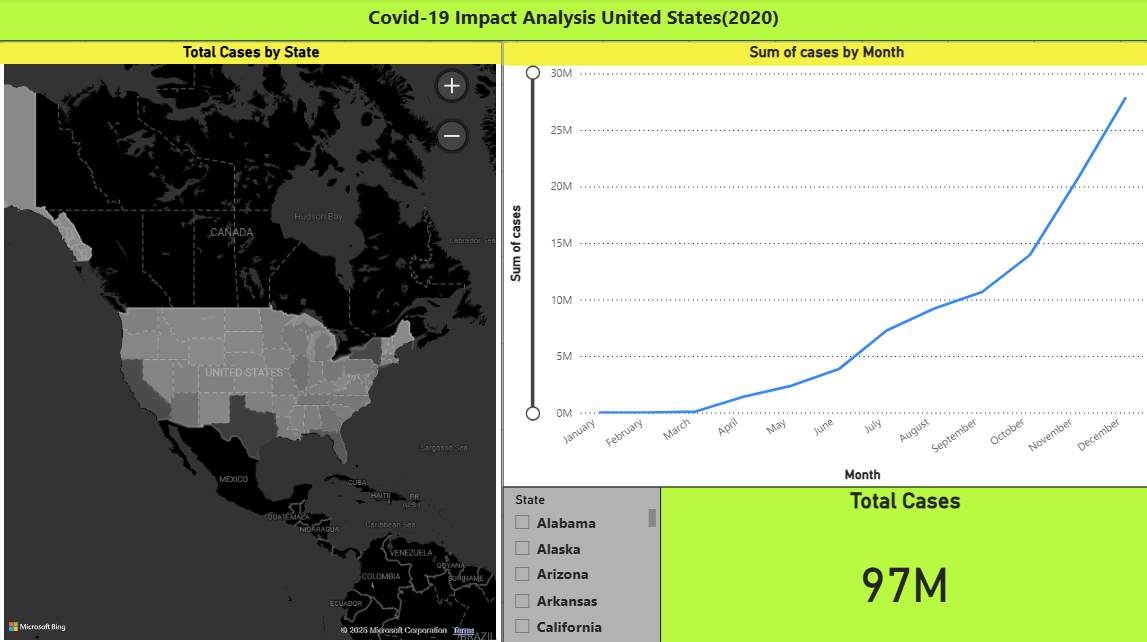 Covid-19 Impact Analysis United States(2020)
Total Cases by State
CANADA
Hudson Bay
Labrador Sea
UNITED STATES
Sargasso Sea
MEXICO
CUBA
HAITI
PR
(U.S.)
GUATEMALA
Caribbean Sea
NICARAGUA
VENEZUELA
GUYANA
COLOMBIA
SURINAME
ECUADOR
BRAZIL
Microsoft Bing
© 2025 Microsoft Corporation Terms
Sum of cases by Month
Sum of cases
30M
25M
20M
15M
10M
5M
0M
January
February
March
April
May
June
July
August
September
October
November
December
Month
State
Alabama
Alaska
Arizona
Arkansas
California
Total Cases
97M